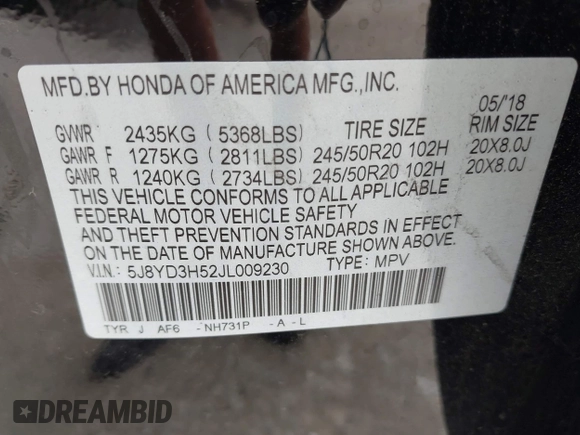 MFD.BY HONDA OF AMERICA MFG.,INC.
05/'18
GVWR 2435KG ( 5368LBS) TIRE SIZE RIM SIZE
GAWR F 1275KG ( 2811LBS) 245/50R20 102H 20X8.0J
GAWR R 1240KG ( 2734LBS) 245/50R20 102H 20X8.0J
THIS VEHICLE CONFORMS TO ALL APPLICABLE
FEDERAL MOTOR VEHICLE SAFETY
AND THEFT PREVENTION STANDARDS IN EFFECT
ON THE DATE OF MANUFACTURE SHOWN ABOVE.
V.I.N.: 5J8YD3H52JL009230 TYPE: MPV
TYR J AF6 - NH731P - A - L
DREAMBID